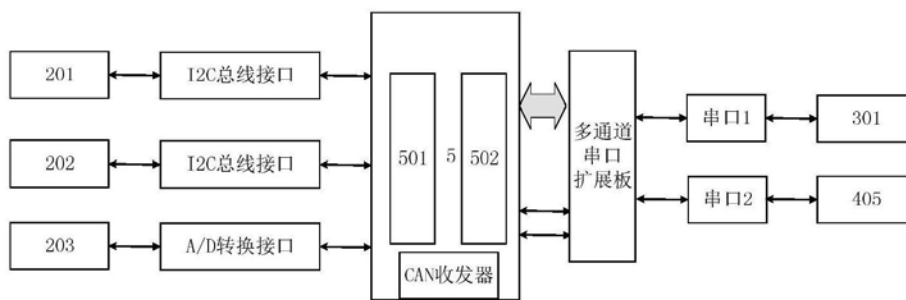 201
I2C总线接口
202
I2C总线接口
203
A/D转换接口
501
5
502
CAN收发器
多通道
串口
扩展板
串口1
301
串口2
405